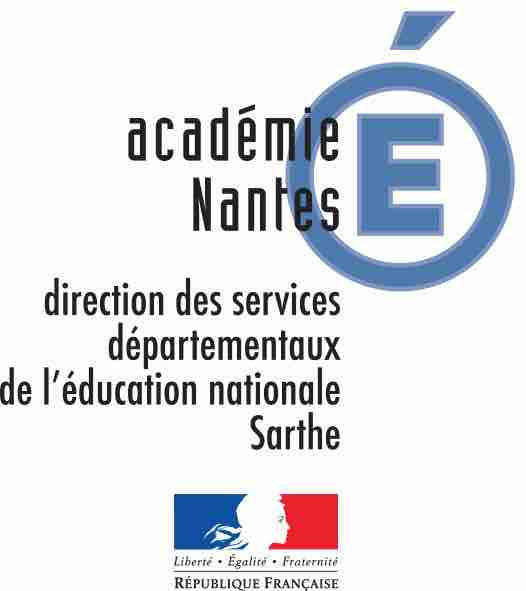 académie
Nantes
É
direction des services
départementaux
de l’éducation nationale
Sarthe
Liberté • Égalité • Fraternité
RÉPUBLIQUE FRANÇAISE